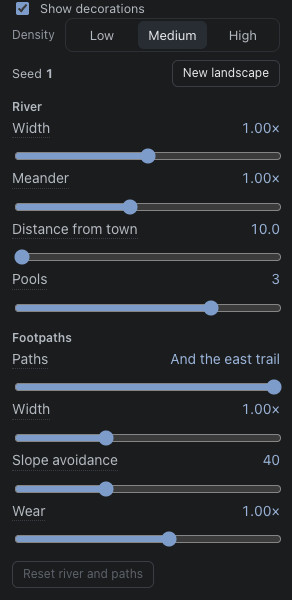 Show decorations
Density Low Medium High
Seed 1 New landscape
River
Width 1.00×
Meander 1.00×
Distance from town 10.0
Pools 3
Footpaths
Paths And the east trail
Width 1.00×
Slope avoidance 40
Wear 1.00×
Reset river and paths